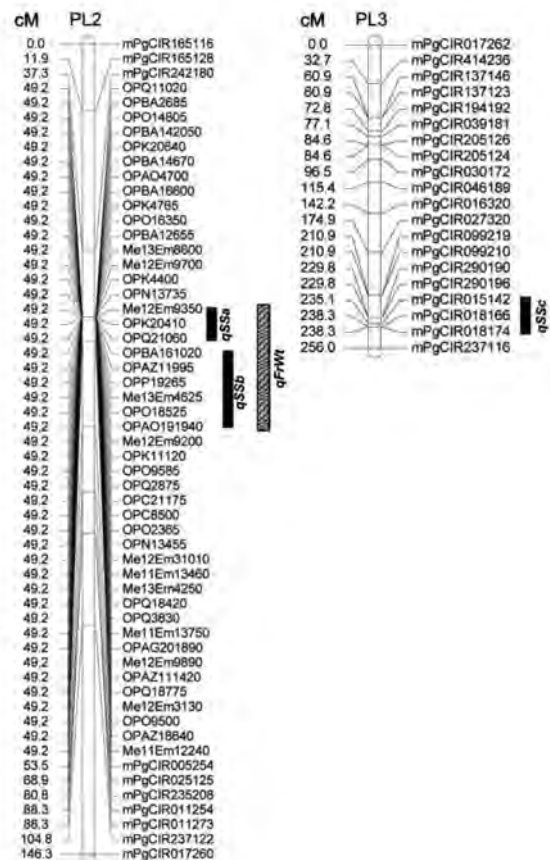 cM PL2
0.0 mPgCIR165116
11.9 mPgCIR165128
37.3 mPgCIR242180
49.2 OPQ11020
49.2 OPBA2685
49.2 OPO14805
49.2 OPBA142050
49.2 OPK20640
49.2 OPBA14670
49.2 OPAO4700
49.2 OPBA16600
49.2 OPK4765
49.2 OPO16350
49.2 OPBA12655
49.2 Me13Em8600
49.2 Me12Em9700
49.2 OPK4400
49.2 OPN13735
49.2 Me12Em9350
49.2 OPK20410
49.2 OPQ21060
49.2 OPBA161020
49.2 OPAZ11995
49.2 OPP19265
49.2 Me13Em4625
49.2 OPO18525
49.2 OPAO191940
49.2 Me12Em9200
49.2 OPK11120
49.2 OPO9585
49.2 OPQ2875
49.2 OPC21175
49.2 OPC8500
49.2 OPO2365
49.2 OPN13455
49.2 Me12Em31010
49.2 Me11Em13460
49.2 Me13Em4250
49.2 OPQ18420
49.2 OPQ3830
49.2 Me11Em13750
49.2 OPAG201890
49.2 Me12Em9890
49.2 OPAZ111420
49.2 OPQ18775
49.2 Me12Em3130
49.2 OPO9500
49.2 OPAZ18640
49.2 Me11Em12240
53.5 mPgCIR005254
68.9 mPgCIR025125
80.8 mPgCIR235208
88.3 mPgCIR011254
88.3 mPgCIR011273
104.8 mPgCIR237122
146.3 mPgCIR017260
qSSa
qSSb
qFrWt
cM PL3
0.0 mPgCIR017262
32.7 mPgCIR414236
60.9 mPgCIR137146
60.9 mPgCIR137123
72.8 mPgCIR194192
77.1 mPgCIR039181
84.6 mPgCIR205126
84.6 mPgCIR205124
96.5 mPgCIR030172
115.4 mPgCIR046189
142.2 mPgCIR016320
174.9 mPgCIR027320
210.9 mPgCIR099219
210.9 mPgCIR099210
229.8 mPgCIR290190
229.8 mPgCIR290196
235.1 mPgCIR015142
238.3 mPgCIR018166
238.3 mPgCIR018174
256.0 mPgCIR237116
qSSc